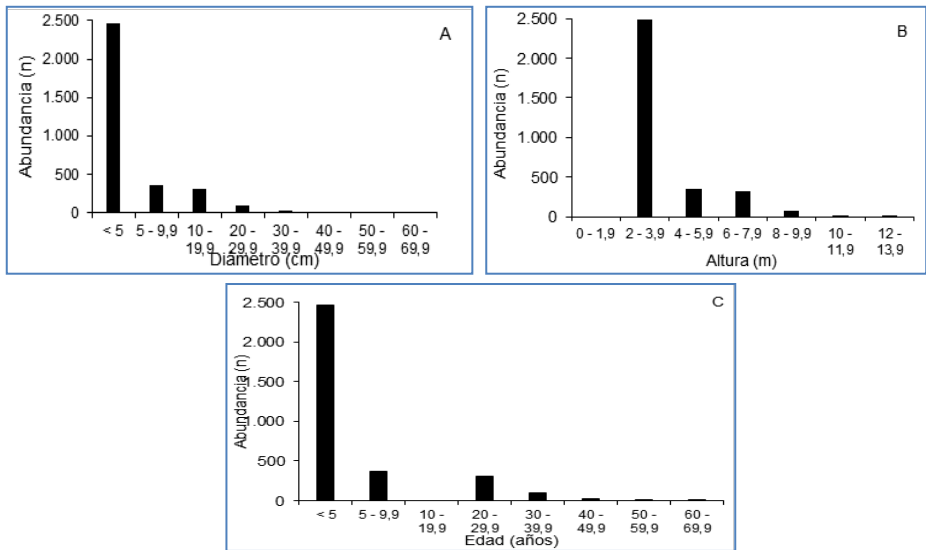 A
Abundancia (n)
2.500
2.000
1.500
1.000
500
0
< 5
5 - 9,9
10 - 19,9
20 - 29,9
30 - 39,9
40 - 49,9
50 - 59,9
60 - 69,9
Diámetro (cm)
B
Abundancia (n)
2.500
2.000
1.500
1.000
500
0
0 - 1,9
2 - 3,9
4 - 5,9
6 - 7,9
8 - 9,9
10 - 11,9
12 - 13,9
Altura (m)
C
Abundancia (n)
2.500
2.000
1.500
1.000
500
0
< 5
5 - 9,9
10 - 19,9
20 - 29,9
30 - 39,9
40 - 49,9
50 - 59,9
60 - 69,9
Edad (años)